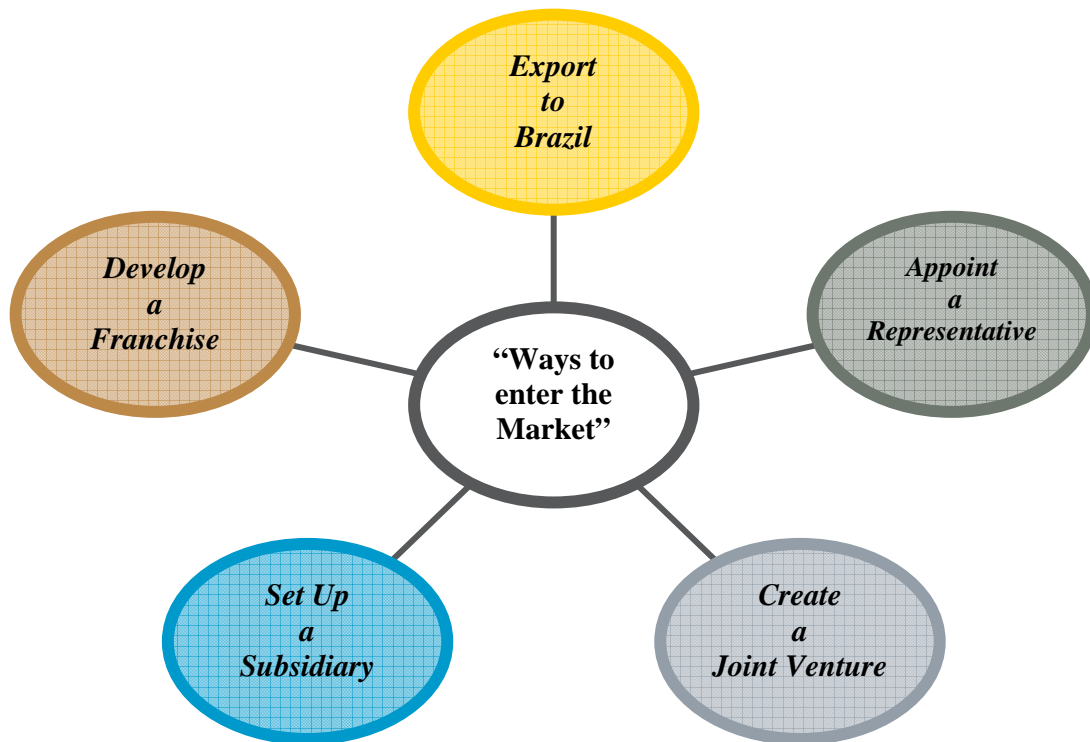 Export
to
Brazil
Develop
a
Franchise
Appoint
a
Representative
“Ways to
enter the
Market”
Set Up
a
Subsidiary
Create
a
Joint Venture